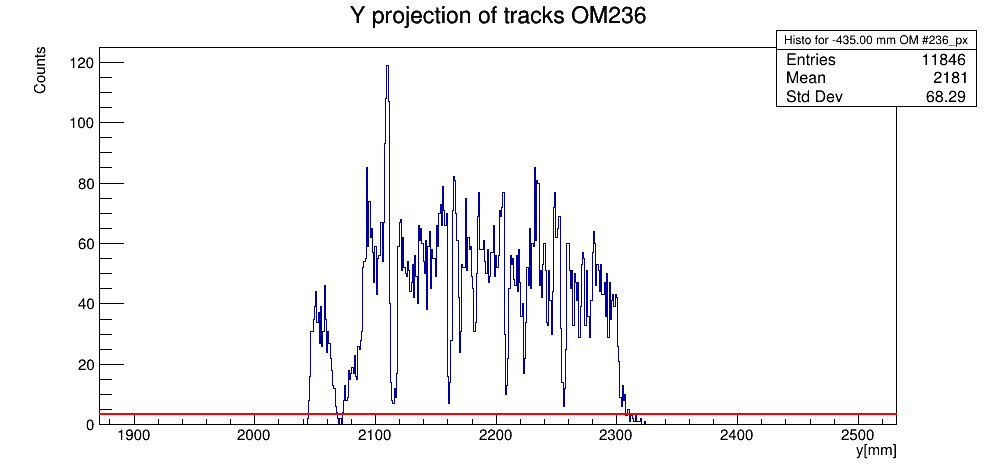 Y projection of tracks OM236
Histo for -435.00 mm OM #236_px
Entries 11846
Mean 2181
Std Dev 68.29
Counts
120
100
80
60
40
20
0
1900 2000 2100 2200 2300 2400 2500
y[mm]